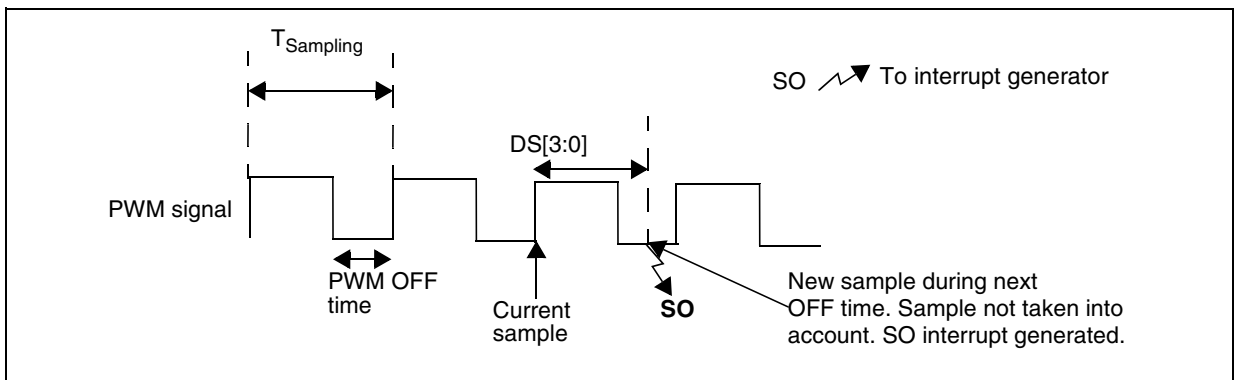 T_Sampling
SO To interrupt generator
DS[3:0]
PWM signal
PWM OFF
time
Current
sample
SO
New sample during next
OFF time. Sample not taken into
account. SO interrupt generated.